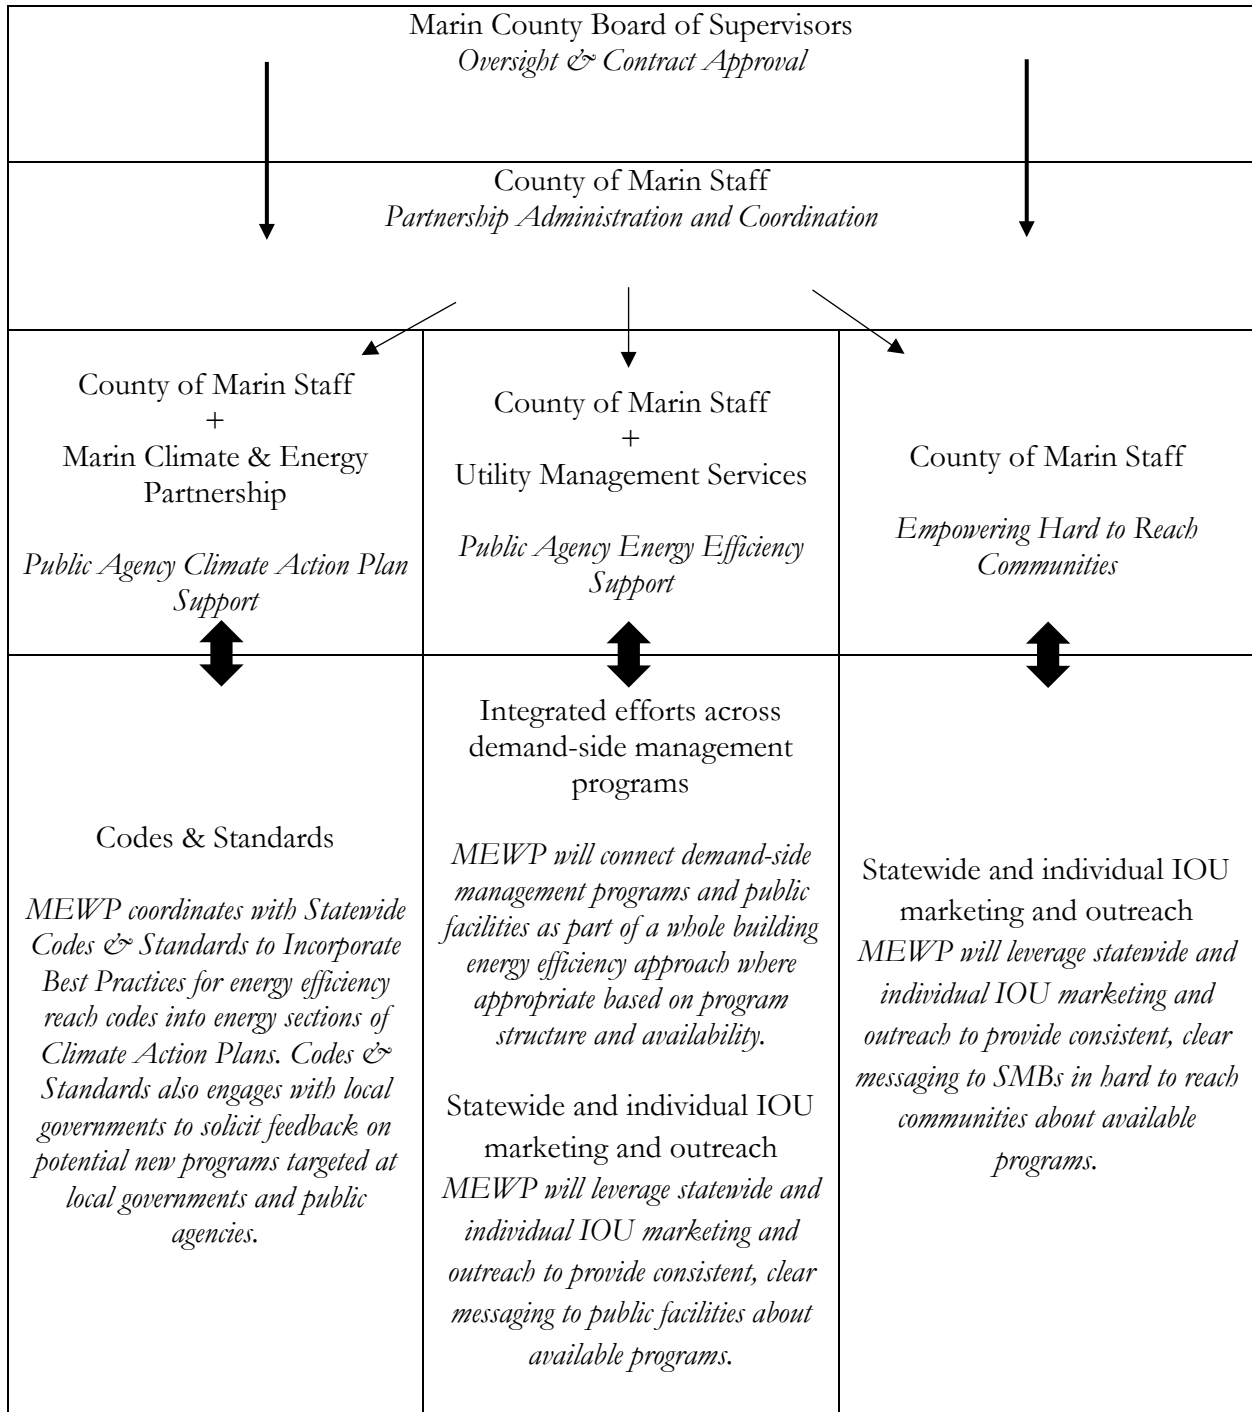 Marin County Board of Supervisors
Oversight & Contract Approval
County of Marin Staff
Partnership Administration and Coordination
County of Marin Staff
+
Marin Climate & Energy
Partnership
Public Agency Climate Action Plan
Support
County of Marin Staff
+
Utility Management Services
Public Agency Energy Efficiency
Support
County of Marin Staff
Empowering Hard to Reach
Communities
Codes & Standards
MEWP coordinates with Statewide
Codes & Standards to Incorporate
Best Practices for energy efficiency
reach codes into energy sections of
Climate Action Plans. Codes &
Standards also engages with local
governments to solicit feedback on
potential new programs targeted at
local governments and public
agencies.
Integrated efforts across
demand-side management
programs
MEWP will connect demand-side
management programs and public
facilities as part of a whole building
energy efficiency approach where
appropriate based on program
structure and availability.
Statewide and individual IOU
marketing and outreach
MEWP will leverage statewide and
individual IOU marketing and
outreach to provide consistent, clear
messaging to public facilities about
available programs.
Statewide and individual IOU
marketing and outreach
MEWP will leverage statewide and
individual IOU marketing and
outreach to provide consistent, clear
messaging to SMBs in hard to reach
communities about available
programs.